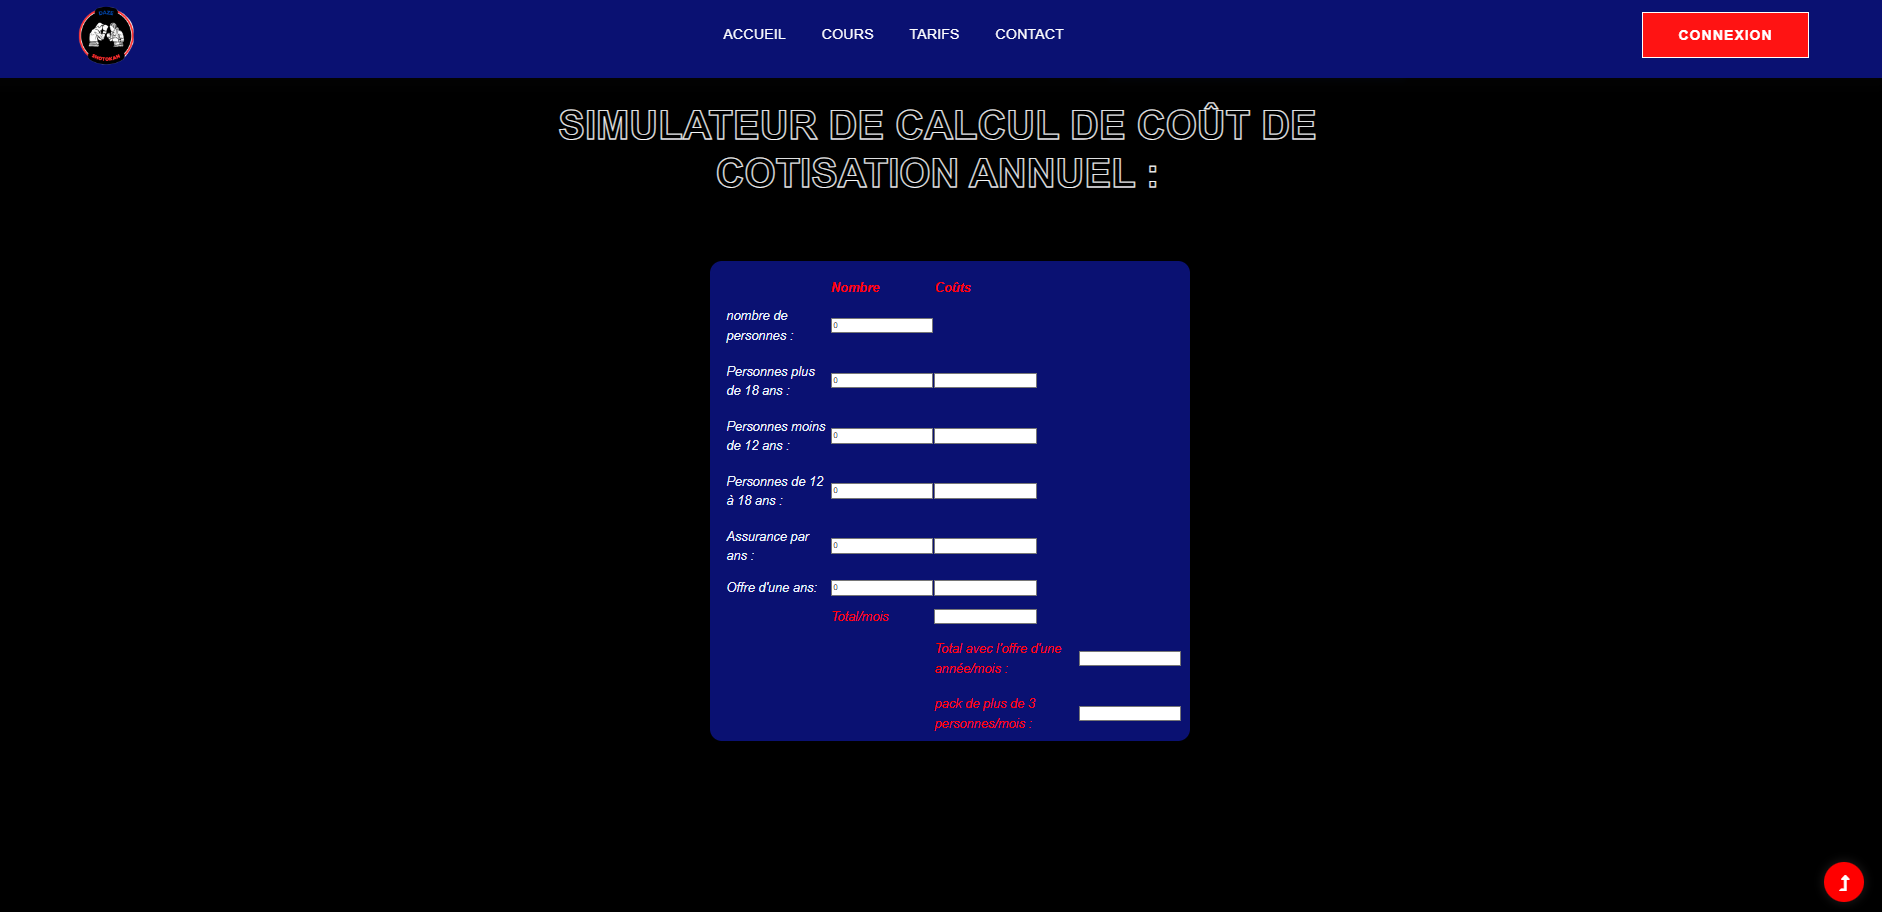 DAZE
SHOTOKAN
ACCUEIL COURS TARIFS CONTACT
CONNEXION
SIMULATEUR DE CALCUL DE COÛT DE
COTISATION ANNUEL :
Nombre Coûts
nombre de
personnes :
0
Personnes plus
de 18 ans :
0
Personnes moins
de 12 ans :
0
Personnes de 12
à 18 ans :
0
Assurance par
ans :
0
Offre d'une ans: 0
Total/mois
Total avec l'offre d'une
année/mois :
pack de plus de 3
personnes/mois :